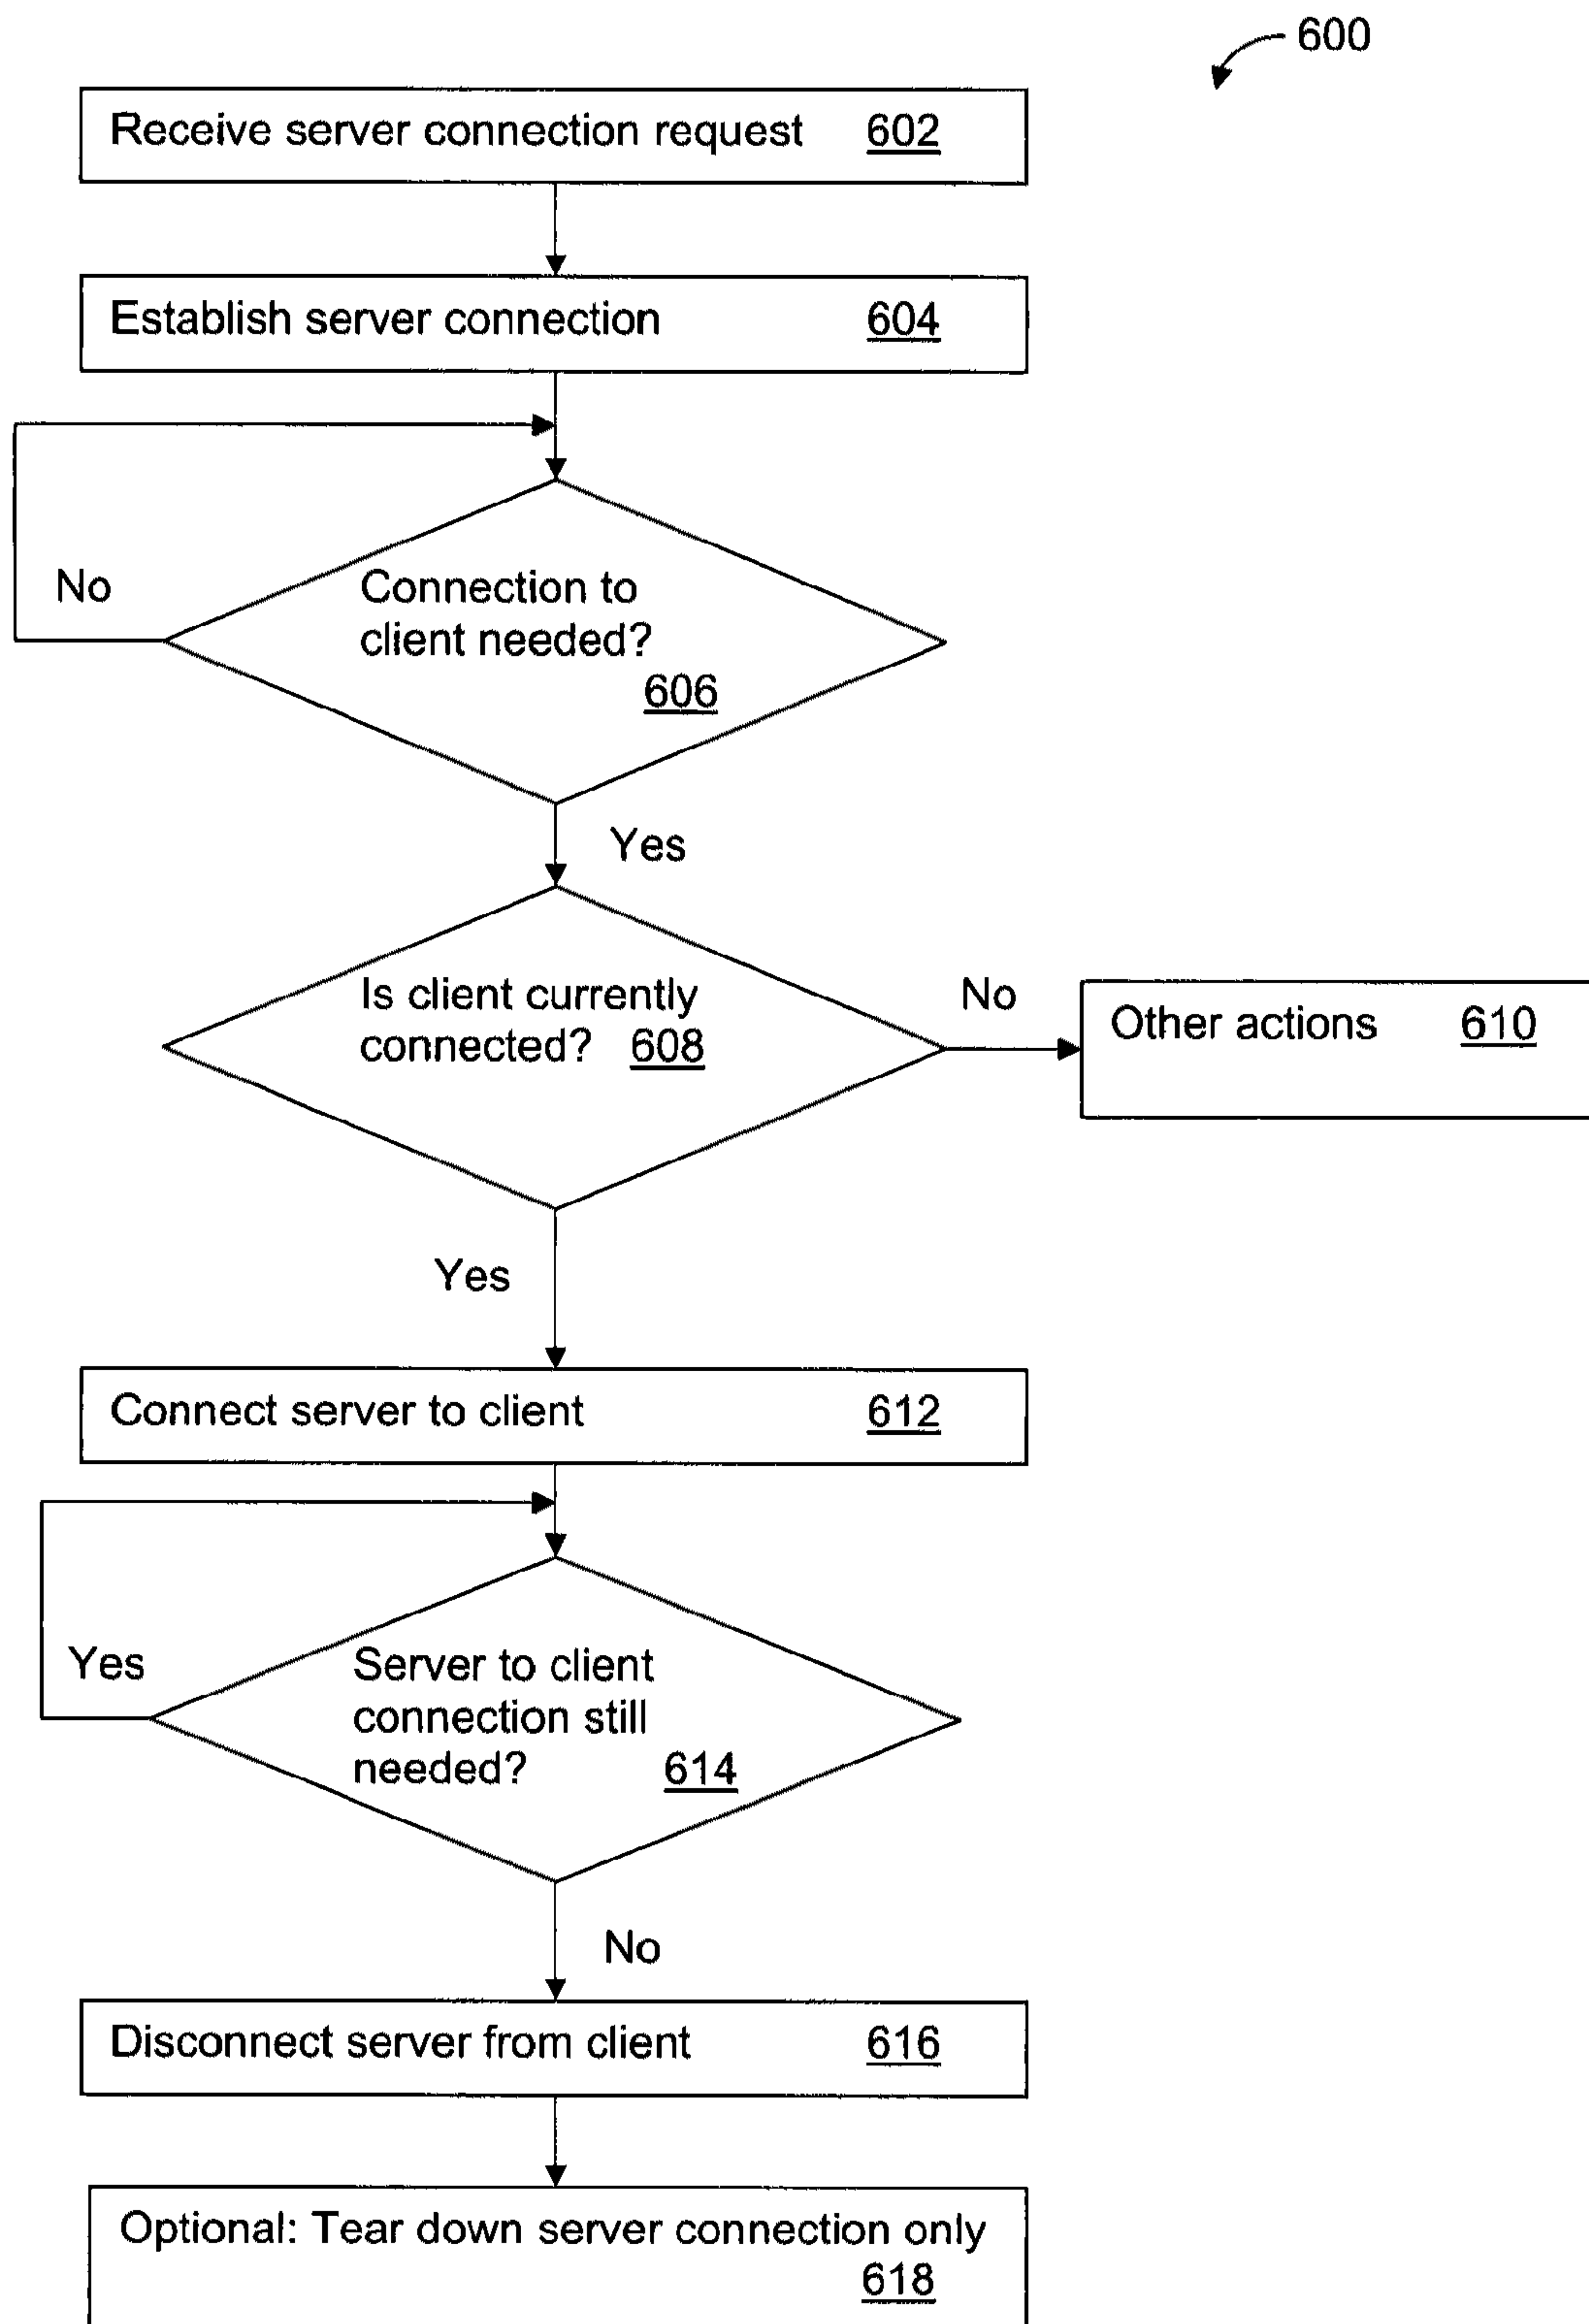 600
Receive server connection request 602
Establish server connection 604
No
Connection to
client needed?
606
Yes
Is client currently
connected? 608
No
Other actions 610
Yes
Connect server to client 612
Yes
Server to client
connection still
needed? 614
No
Disconnect server from client 616
Optional: Tear down server connection only
618